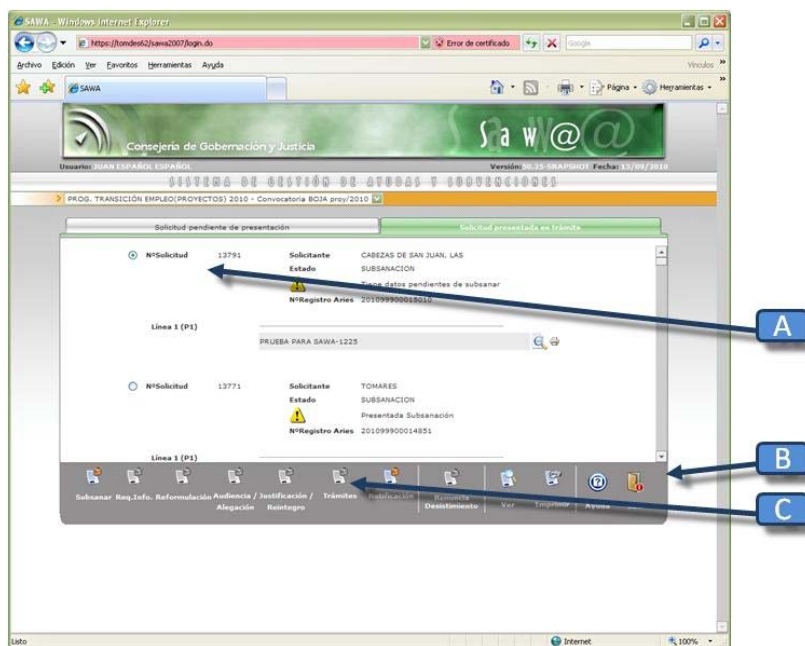 SAWA - Windows Internet Explorer
https://tomdes62/sawa2007/login.do
Error de certificado
Google
Archivo Edición Ver Favoritos Herramientas Ayuda
Vínculos
SAWA
Página
Herramientas
Consejería de Gobernación y Justicia
Sa w @
Usuario: JUAN ESPAÑOL ESPAÑOL
Versión: Fecha: 13/09/2010
SISTEMA DE GESTIÓN DE AYUDAS Y SUBVENCIONES
PROG. TRANSICIÓN EMPLEO(PROYECTOS) 2010 - Convocatoria BOJA proy/2010
Solicitud pendiente de presentación
Solicitud presentada en trámite
NºSolicitud 13791 Solicitante CABEZAS DE SAN JUAN, LAS
Estado SUBSANACION
Tiene datos pendientes de subsanar
NºRegistro Aries 201099900015010
A
Línea 1 (P1)
PRUEBA PARA SAWA-1225
NºSolicitud 13771 Solicitante TOMARES
Estado SUBSANACION
Presentada Subsanación
NºRegistro Aries 201099900014851
Línea 1 (P1)
B
Subsanar Req.Info. Reformulación Audiencia / Alegación Justificación / Reintegro Trámites Renuncia Desistimiento Ver Imprimir Ayuda
C
Listo
Internet
100%